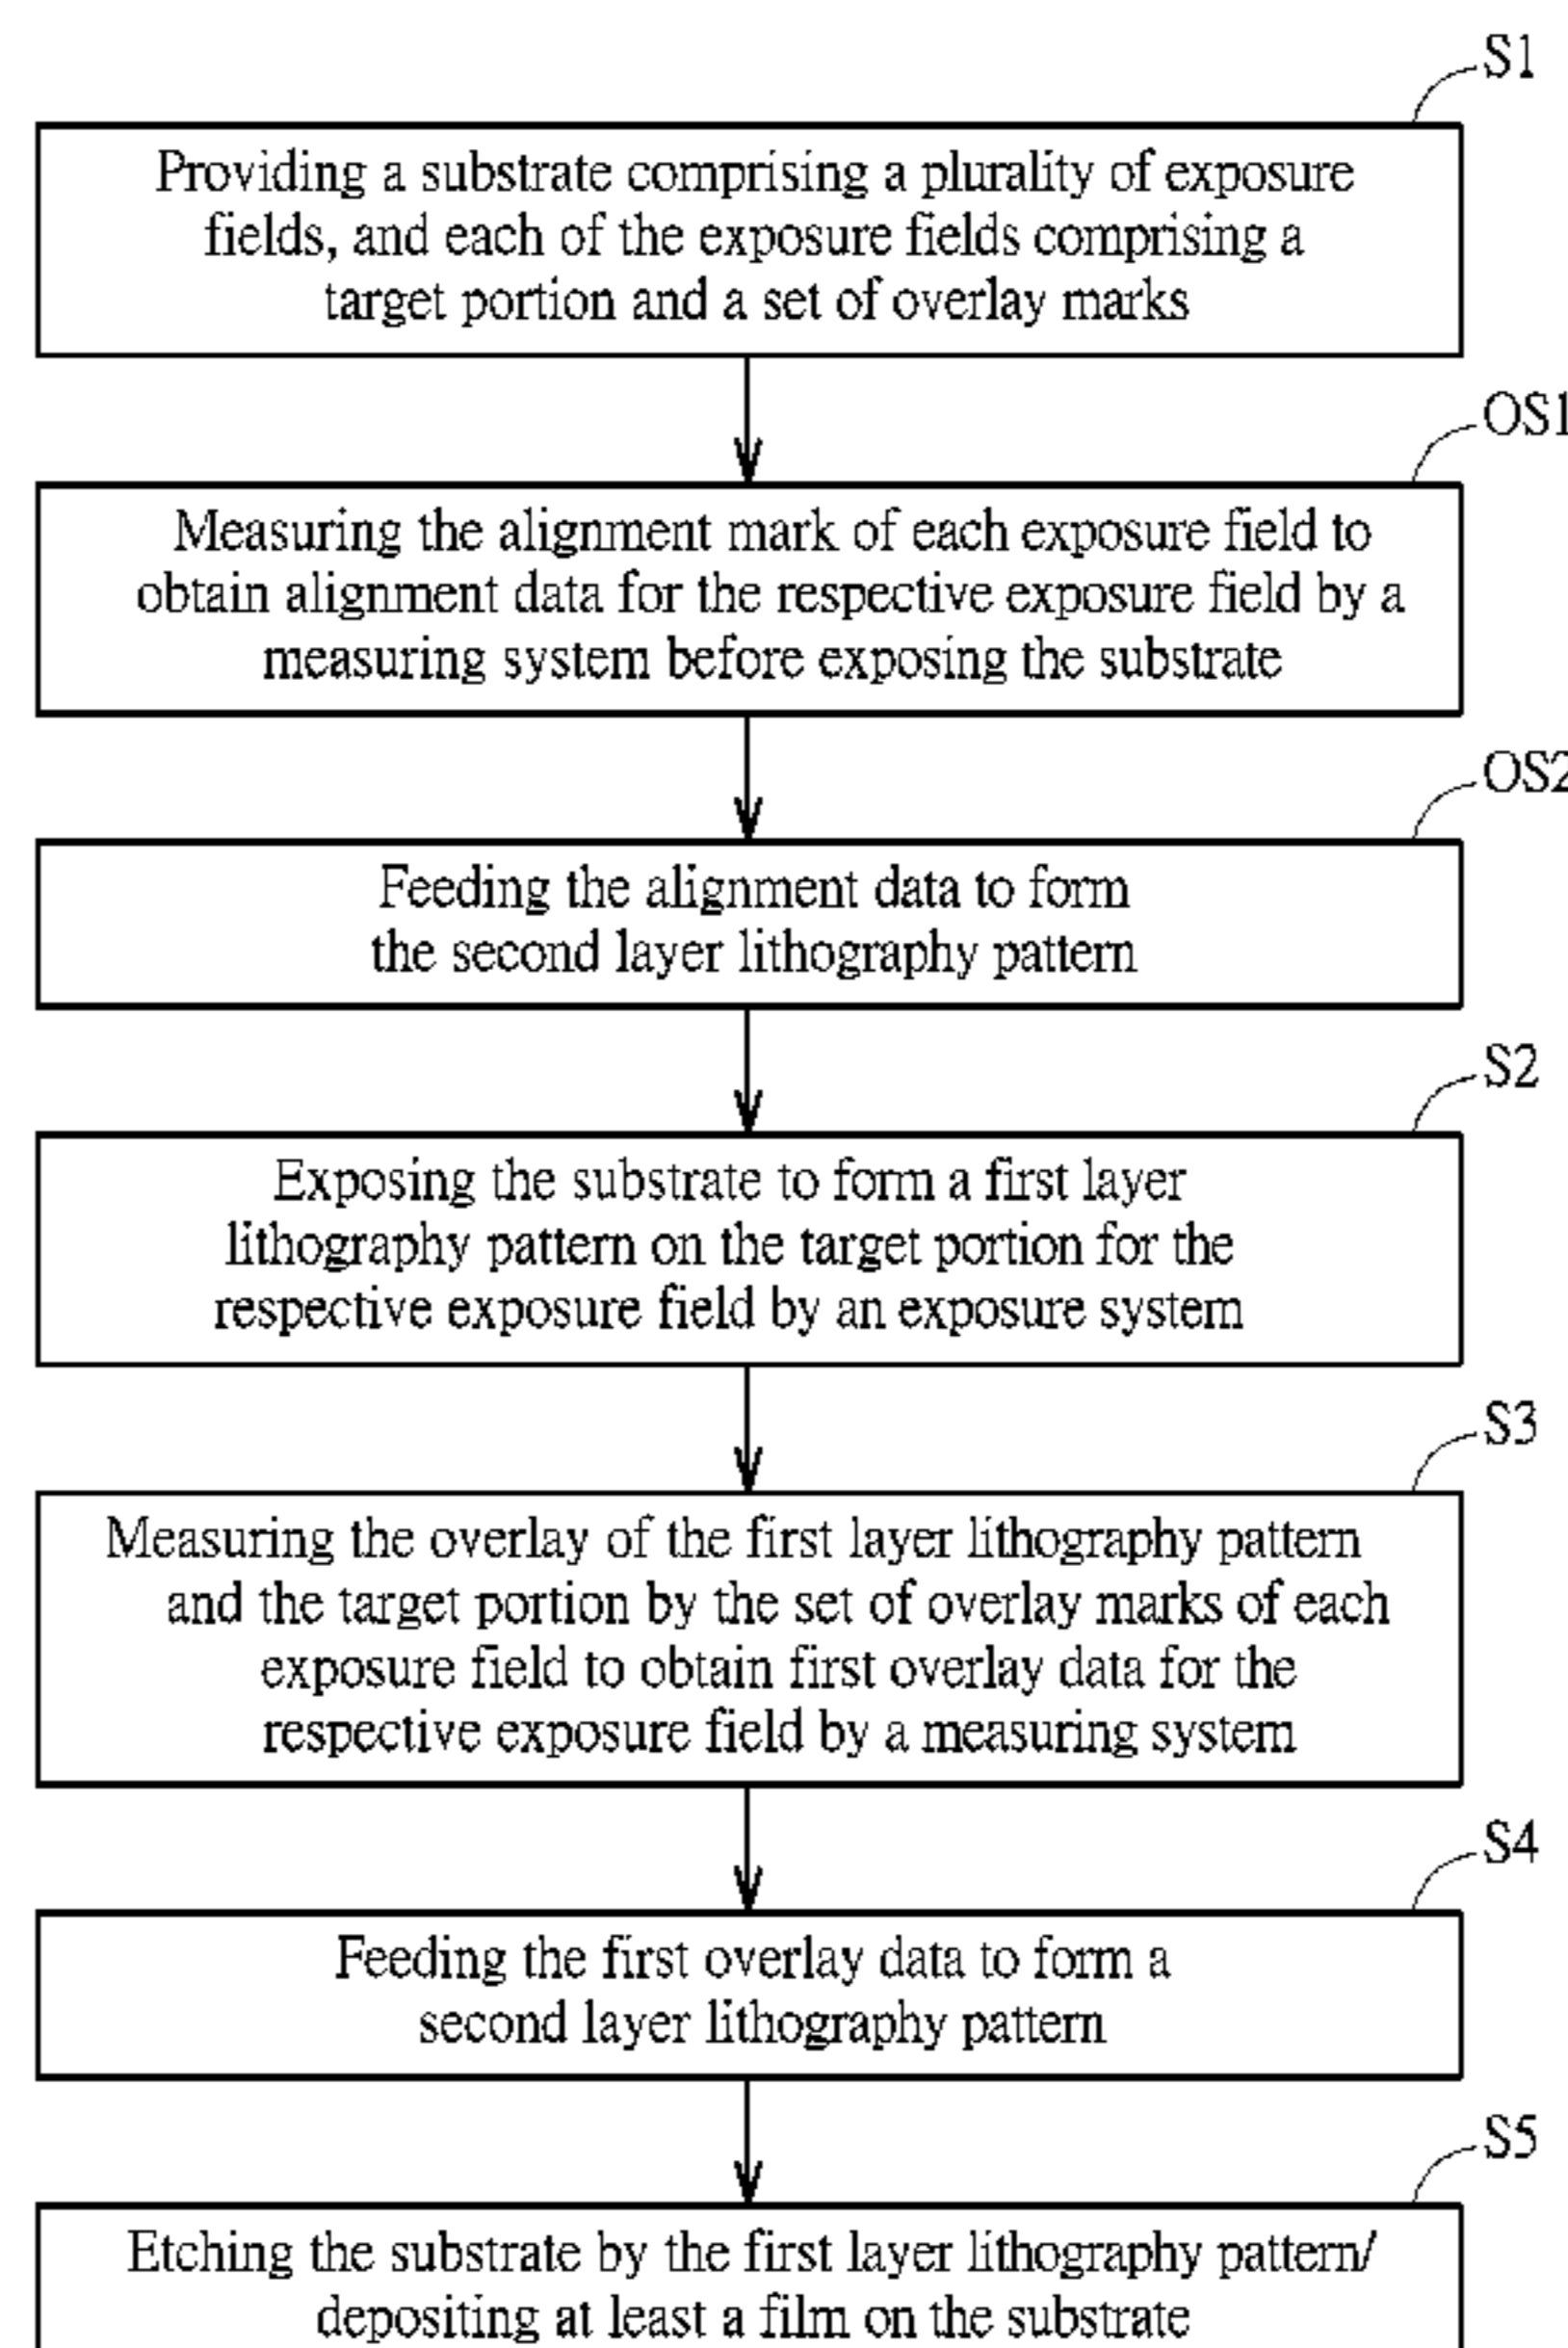 S1
Providing a substrate comprising a plurality of exposure
fields, and each of the exposure fields comprising a
target portion and a set of overlay marks
OS1
Measuring the alignment mark of each exposure field to
obtain alignment data for the respective exposure field by a
measuring system before exposing the substrate
OS2
Feeding the alignment data to form
the second layer lithography pattern
S2
Exposing the substrate to form a first layer
lithography pattern on the target portion for the
respective exposure field by an exposure system
S3
Measuring the overlay of the first layer lithography pattern
and the target portion by the set of overlay marks of each
exposure field to obtain first overlay data for the
respective exposure field by a measuring system
S4
Feeding the first overlay data to form a
second layer lithography pattern
S5
Etching the substrate by the first layer lithography pattern/
depositing at least a film on the substrate